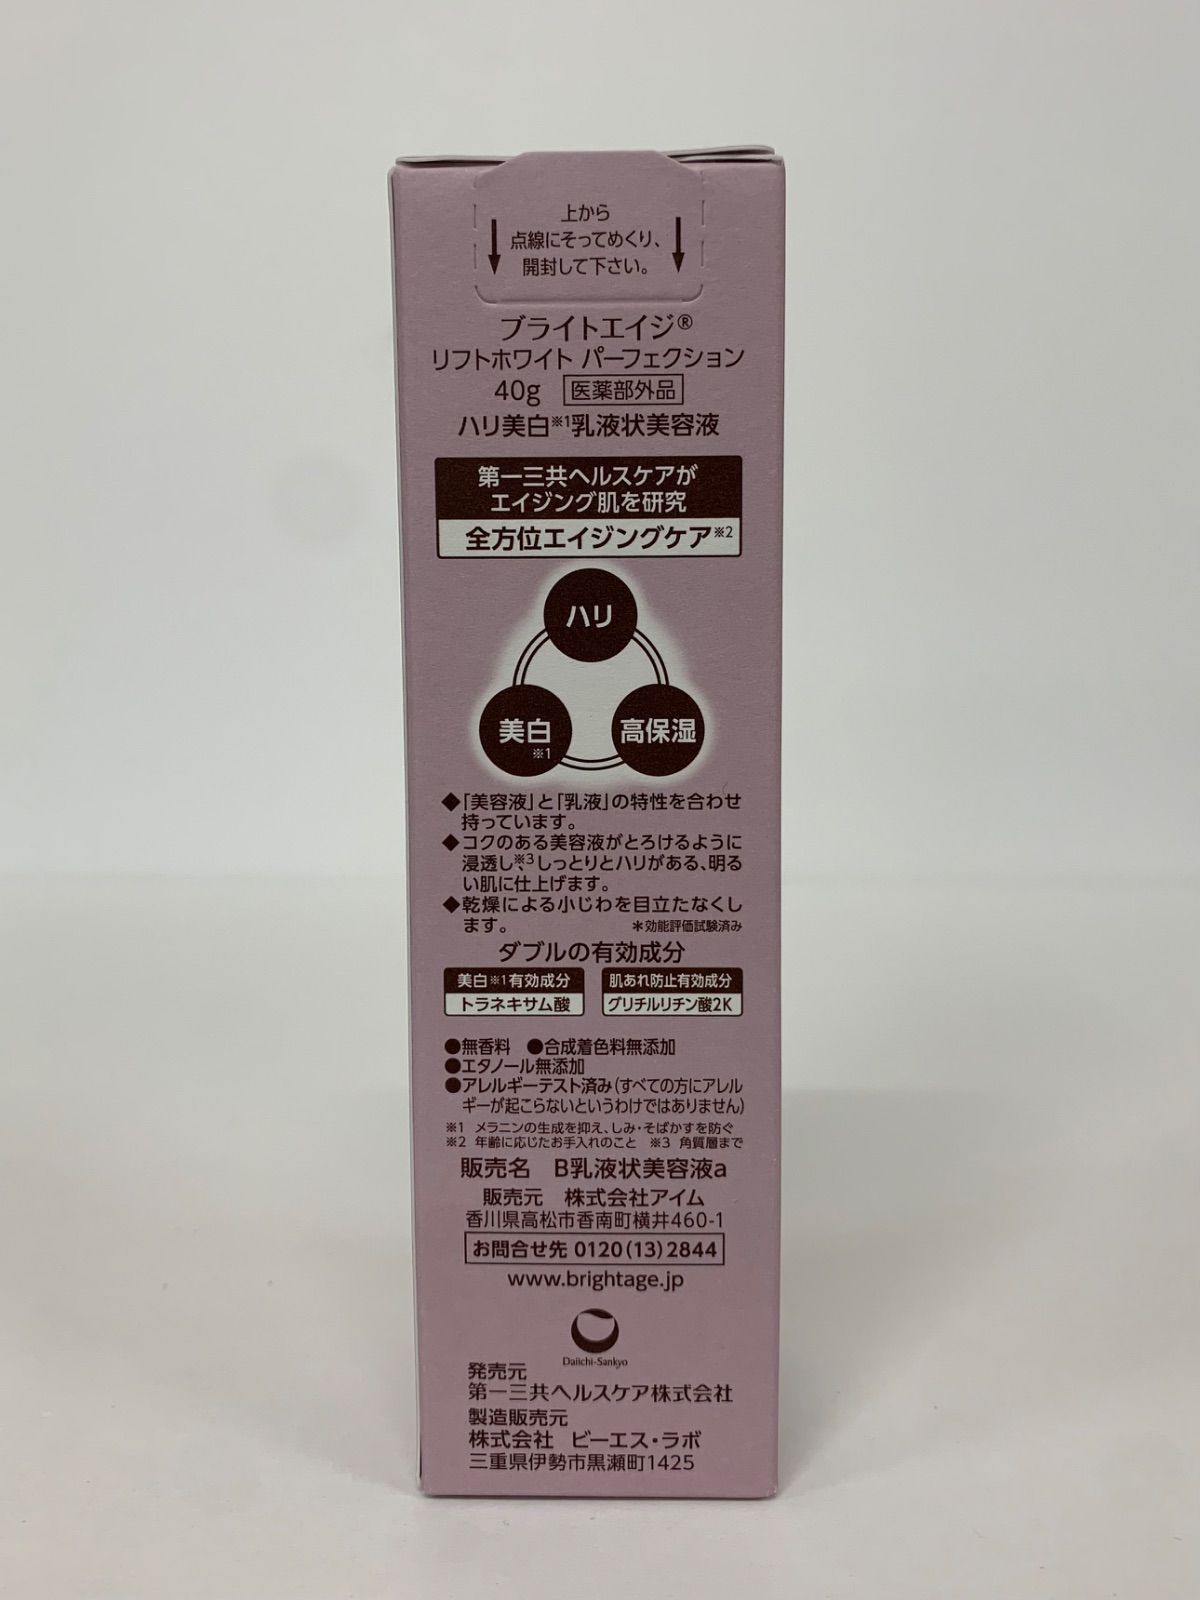 上から
点線にそってめくり、
開封して下さい。
ブライトエイジ®
リフトホワイト パーフェクション
40g 医薬部外品
ハリ美白※1乳液状美容液
第一三共ヘルスケアが
エイジング肌を研究
全方位エイジングケア※2
ハリ
美白
※1
高保湿
◆「美容液」と「乳液」の特性を合わせ
持っています。
◆コクのある美容液がとろけるように
浸透し※3、しっとりとハリがある、明る
い肌に仕上げます。
◆乾燥による小じわを目立たなくし
ます。 ＊効能評価試験済み
ダブルの有効成分
美白※1有効成分
トラネキサム酸
肌あれ防止有効成分
グリチルリチン酸2K
●無香料 ●合成着色料無添加
●エタノール無添加
●アレルギーテスト済み(すべての方にアレル
ギーが起こらないというわけではありません)
※1 メラニンの生成を抑え、しみ・そばかすを防ぐ
※2 年齢に応じたお手入れのこと ※3 角質層まで
販売名 B乳液状美容液a
販売元 株式会社アイム
香川県高松市香南町横井460-1
お問合せ先 0120(13)2844
www.brightage.jp
Daiichi-Sankyo
発売元
第一三共ヘルスケア株式会社
製造販売元
株式会社 ビーエス・ラボ
三重県伊勢市黒瀬町1425